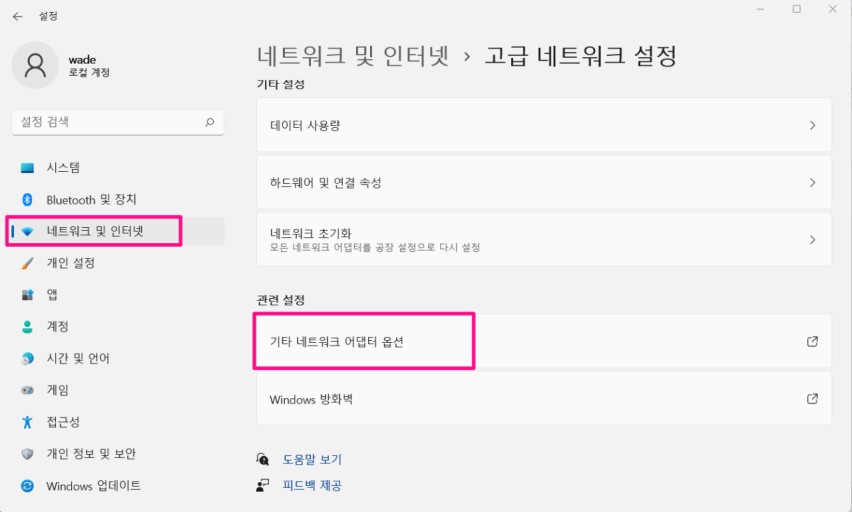 설정
wade
로컬 계정
설정 검색
시스템
Bluetooth 및 장치
네트워크 및 인터넷
개인 설정
앱
계정
시간 및 언어
게임
접근성
개인 정보 및 보안
Windows 업데이트
네트워크 및 인터넷 › 고급 네트워크 설정
기타 설정
데이터 사용량
하드웨어 및 연결 속성
네트워크 초기화
모든 네트워크 어댑터를 공장 설정으로 다시 설정
관련 설정
기타 네트워크 어댑터 옵션
Windows 방화벽
도움말 보기
피드백 제공